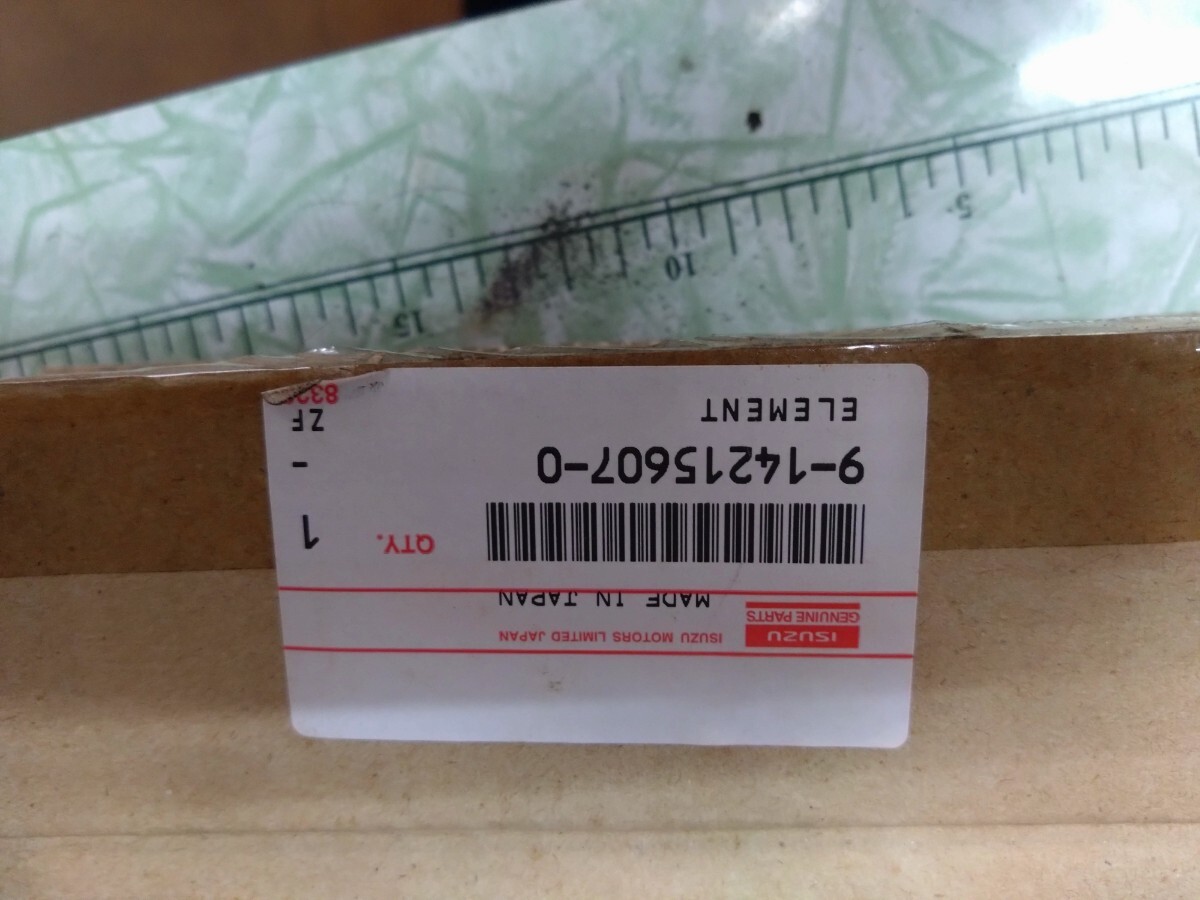 ISUZU
GENUINE PARTS
ISUZU MOTORS LIMITED JAPAN
MADE IN JAPAN
QTY. 1
9-14215607-0
-
ELEMENT
ZF
5
10
15